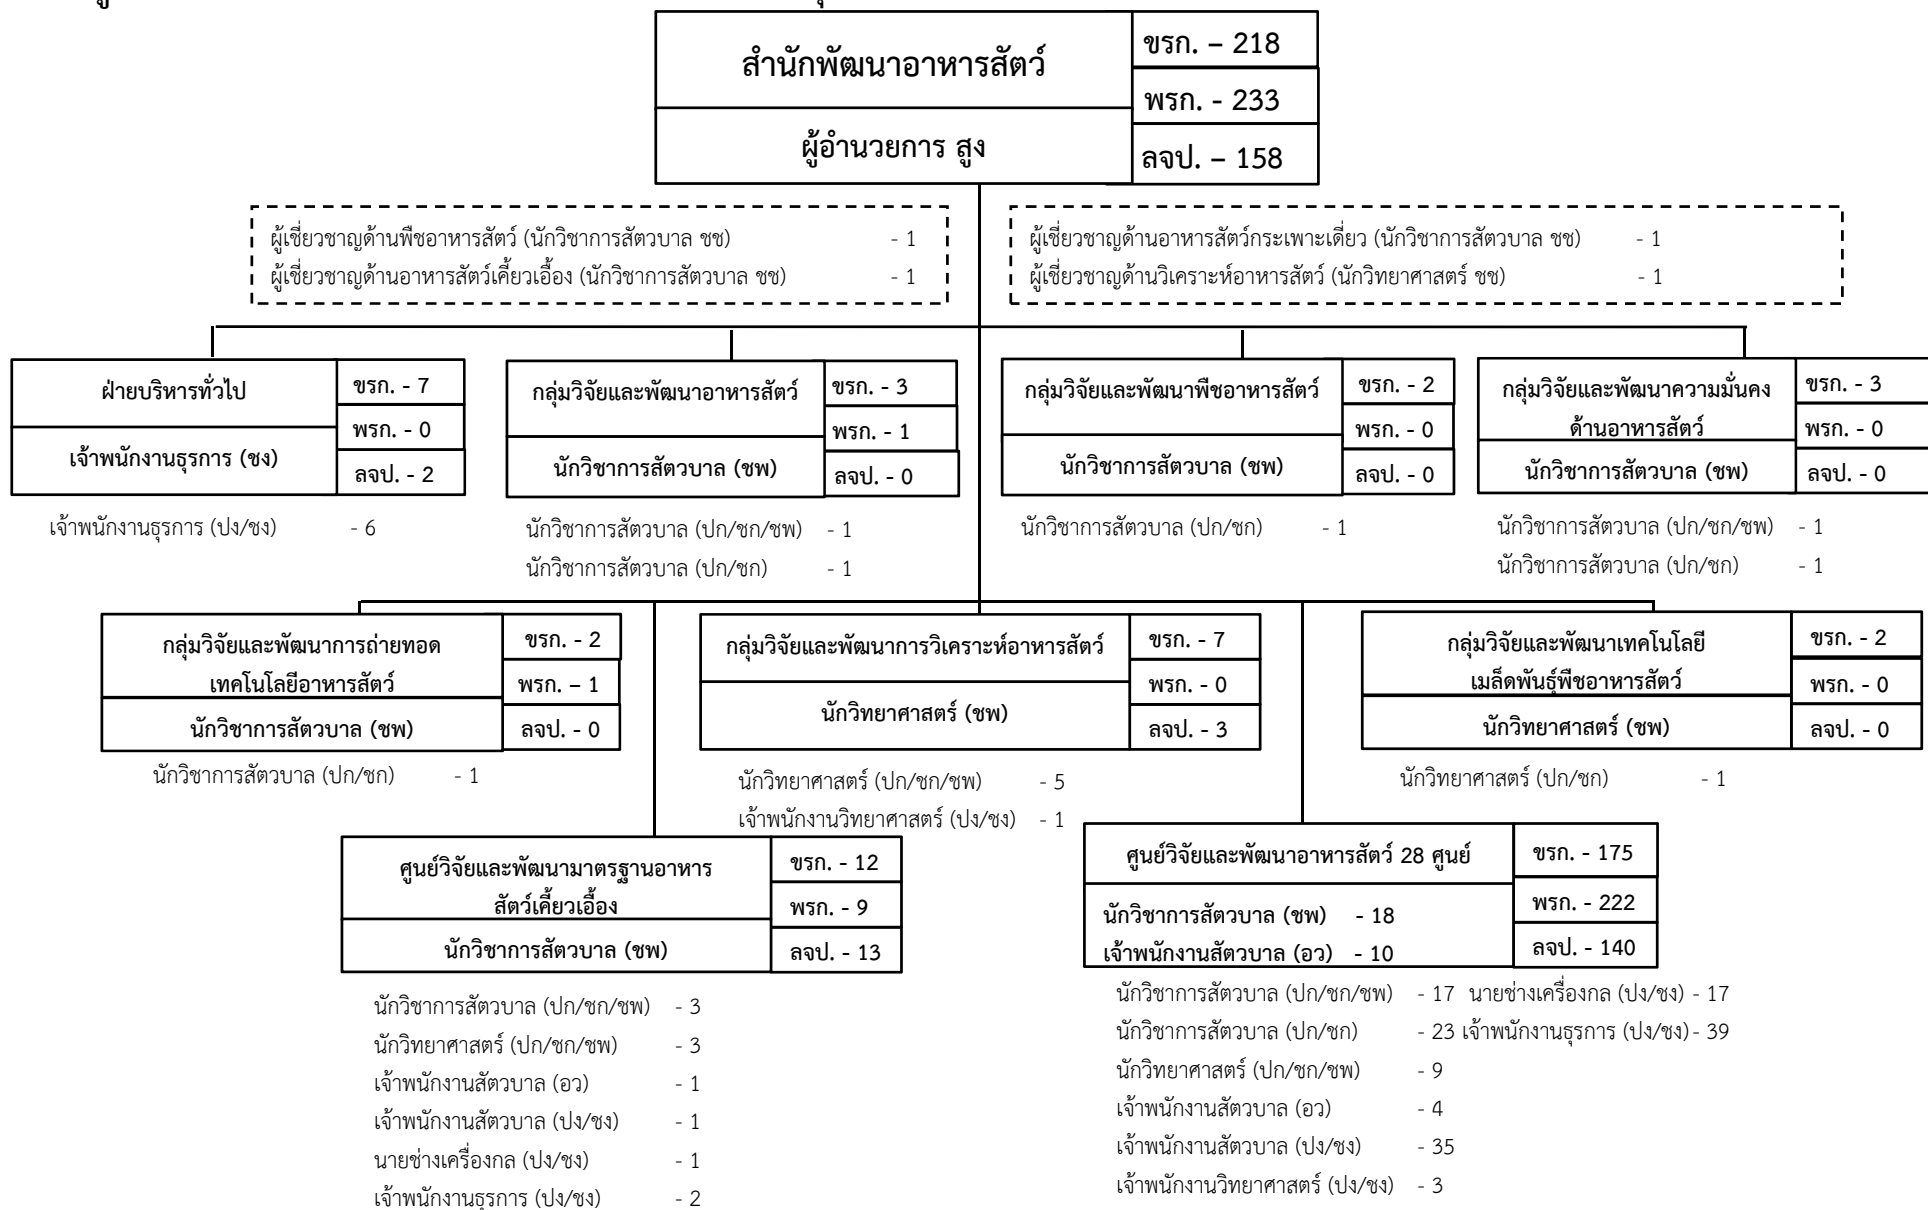 สำนักพัฒนาอาหารสัตว์
ขรก. – 218
พรก. - 233
ผู้อำนวยการ สูง
ลจป. – 158
ผู้เชี่ยวชาญด้านพืชอาหารสัตว์ (นักวิชาการสัตวบาล ชช) - 1
ผู้เชี่ยวชาญด้านอาหารสัตว์เคี้ยวเอื้อง (นักวิชาการสัตวบาล ชช) - 1
ผู้เชี่ยวชาญด้านอาหารสัตว์กระเพาะเดี่ยว (นักวิชาการสัตวบาล ชช) - 1
ผู้เชี่ยวชาญด้านวิเคราะห์อาหารสัตว์ (นักวิทยาศาสตร์ ชช) - 1
ฝ่ายบริหารทั่วไป
ขรก. - 7
พรก. - 0
เจ้าพนักงานธุรการ (ชง)
ลจป. - 2
เจ้าพนักงานธุรการ (ปง/ชง) - 6
กลุ่มวิจัยและพัฒนาอาหารสัตว์
ขรก. - 3
พรก. - 1
นักวิชาการสัตวบาล (ชพ)
ลจป. - 0
นักวิชาการสัตวบาล (ปก/ชก/ชพ) - 1
นักวิชาการสัตวบาล (ปก/ชก) - 1
กลุ่มวิจัยและพัฒนาพืชอาหารสัตว์
ขรก. - 2
พรก. - 0
นักวิชาการสัตวบาล (ชพ)
ลจป. - 0
นักวิชาการสัตวบาล (ปก/ชก) - 1
กลุ่มวิจัยและพัฒนาความมั่นคง
ด้านอาหารสัตว์
ขรก. - 3
พรก. - 0
นักวิชาการสัตวบาล (ชพ)
ลจป. - 0
นักวิชาการสัตวบาล (ปก/ชก/ชพ) - 1
นักวิชาการสัตวบาล (ปก/ชก) - 1
กลุ่มวิจัยและพัฒนาการถ่ายทอด
เทคโนโลยีอาหารสัตว์
ขรก. - 2
พรก. – 1
นักวิชาการสัตวบาล (ชพ)
ลจป. - 0
นักวิชาการสัตวบาล (ปก/ชก) - 1
กลุ่มวิจัยและพัฒนาการวิเคราะห์อาหารสัตว์
ขรก. - 7
พรก. - 0
นักวิทยาศาสตร์ (ชพ)
ลจป. - 3
นักวิทยาศาสตร์ (ปก/ชก/ชพ) - 5
เจ้าพนักงานวิทยาศาสตร์ (ปง/ชง) - 1
กลุ่มวิจัยและพัฒนาเทคโนโลยี
เมล็ดพันธุ์พืชอาหารสัตว์
ขรก. - 2
พรก. - 0
นักวิทยาศาสตร์ (ชพ)
ลจป. - 0
นักวิทยาศาสตร์ (ปก/ชก) - 1
ศูนย์วิจัยและพัฒนามาตรฐานอาหาร
สัตว์เคี้ยวเอื้อง
ขรก. - 12
พรก. - 9
นักวิชาการสัตวบาล (ชพ)
ลจป. - 13
นักวิชาการสัตวบาล (ปก/ชก/ชพ) - 3
นักวิทยาศาสตร์ (ปก/ชก/ชพ) - 3
เจ้าพนักงานสัตวบาล (อว) - 1
เจ้าพนักงานสัตวบาล (ปง/ชง) - 1
นายช่างเครื่องกล (ปง/ชง) - 1
เจ้าพนักงานธุรการ (ปง/ชง) - 2
ศูนย์วิจัยและพัฒนาอาหารสัตว์ 28 ศูนย์
ขรก. - 175
พรก. - 222
นักวิชาการสัตวบาล (ชพ) - 18
เจ้าพนักงานสัตวบาล (อว) - 10
ลจป. - 140
นักวิชาการสัตวบาล (ปก/ชก/ชพ) - 17 นายช่างเครื่องกล (ปง/ชง) - 17
นักวิชาการสัตวบาล (ปก/ชก) - 23 เจ้าพนักงานธุรการ (ปง/ชง) - 39
นักวิทยาศาสตร์ (ปก/ชก/ชพ) - 9
เจ้าพนักงานสัตวบาล (อว) - 4
เจ้าพนักงานสัตวบาล (ปง/ชง) - 35
เจ้าพนักงานวิทยาศาสตร์ (ปง/ชง) - 3